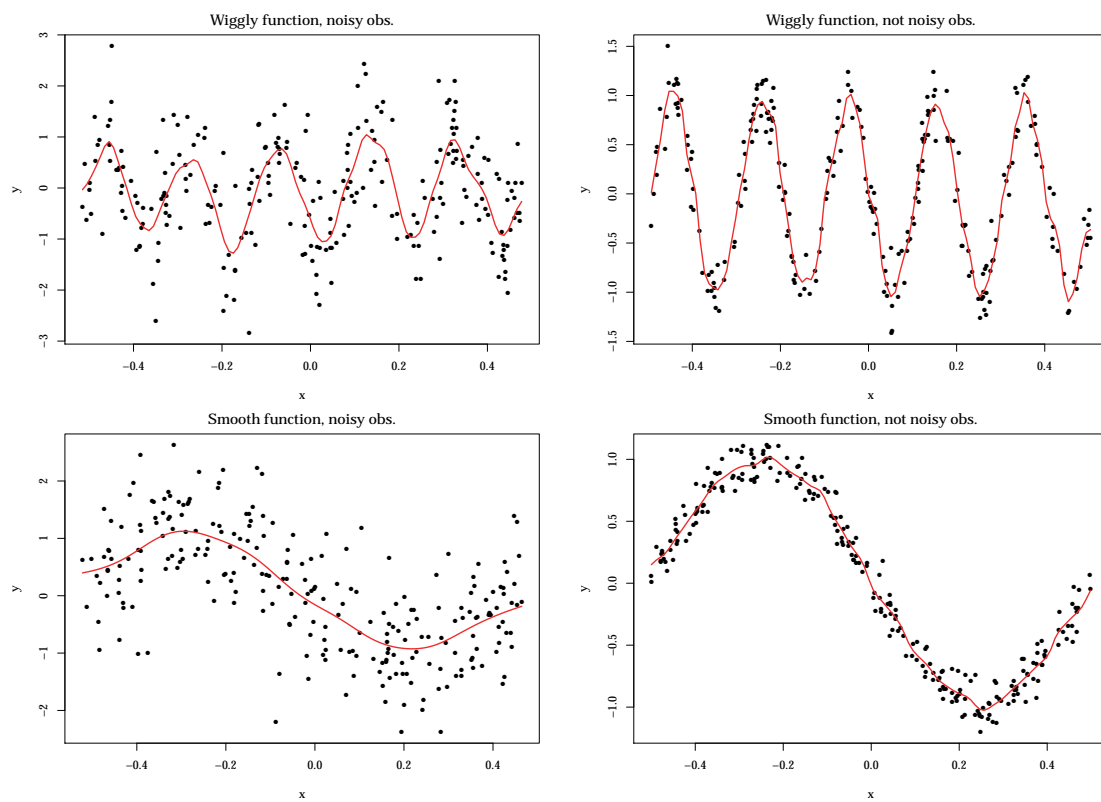 Wiggly function, noisy obs.
3
2
1
0
−1
−2
−3
y
−0.4 −0.2 0.0 0.2 0.4
x
Wiggly function, not noisy obs.
1.5
1.0
0.5
0.0
−0.5
−1.0
−1.5
y
−0.4 −0.2 0.0 0.2 0.4
x
Smooth function, noisy obs.
2
1
0
−1
−2
y
−0.4 −0.2 0.0 0.2 0.4
x
Smooth function, not noisy obs.
1.0
0.5
0.0
−0.5
−1.0
y
−0.4 −0.2 0.0 0.2 0.4
x